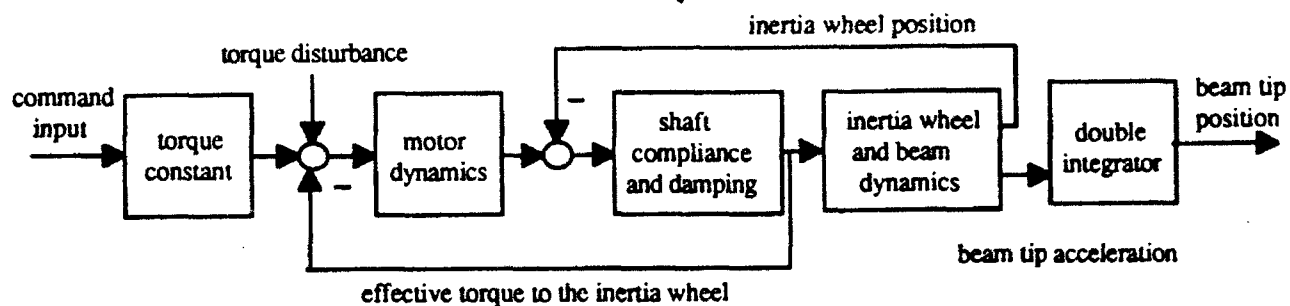 inertia wheel position
torque disturbance
command
input
torque
constant
motor
dynamics
shaft
compliance
and damping
inertia wheel
and beam
dynamics
double
integrator
beam tip
position
beam tip acceleration
effective torque to the inertia wheel